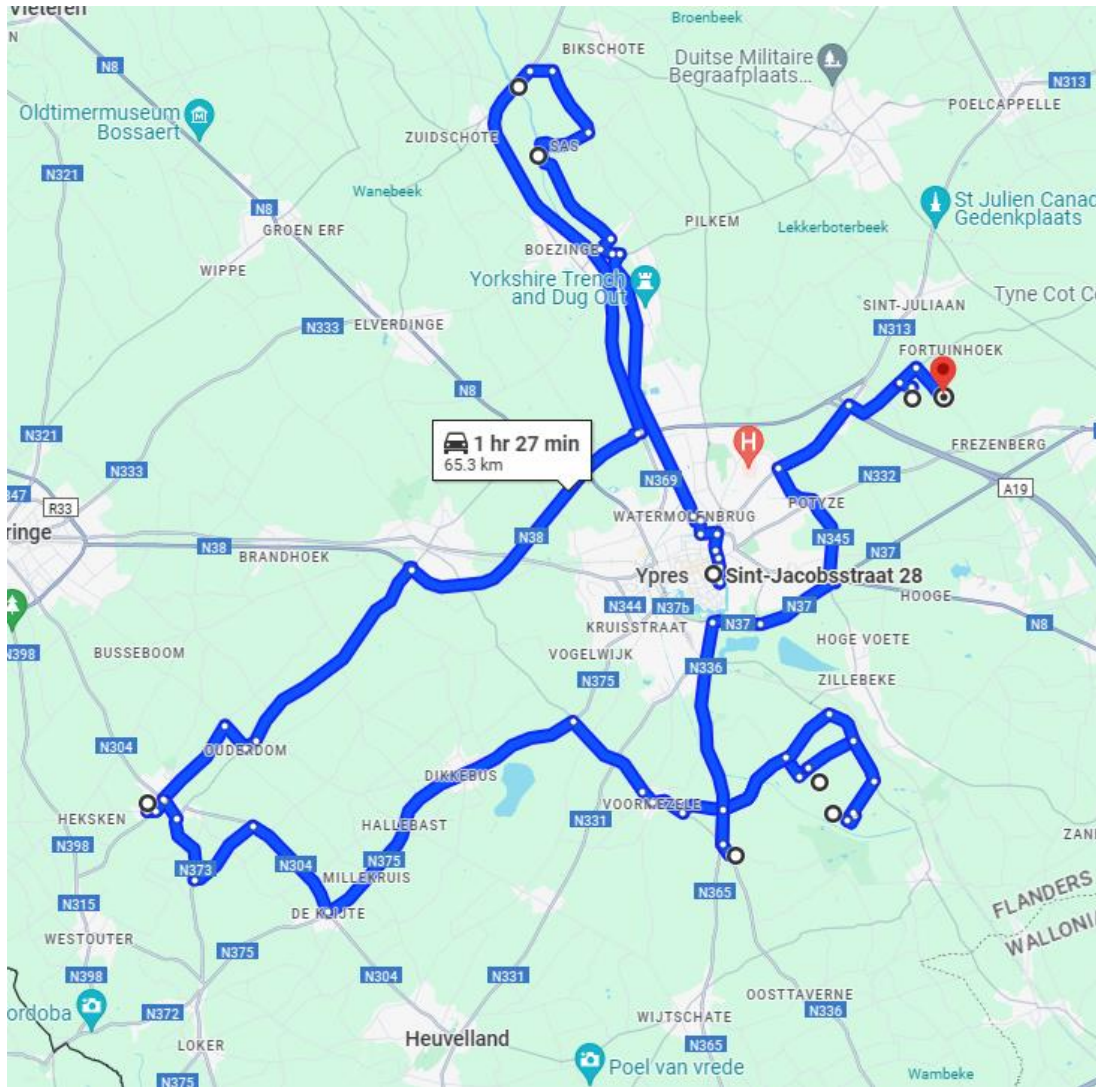 Vleteren
Broenbeek
BIKSCHOTE
Duitse Militaire
Begraafplaats...
N8
N313
POELCAPPELLE
Oldtimermuseum
Bossaert
ZUIDSCHOTE
SAS
N321
Wanebeek
St Julien Canad
Gedenkplaats
N8
PILKEM
Lekkerboterbeek
GROEN ERF
BOEZINGE
WIPPE
Yorkshire Trench
and Dug Out
Tyne Cot Ce
SINT-JULIAAN
N333
ELVERDINGE
N313
FORTUINHOEK
N8
1 hr 27 min
65.3 km
N321
FREZENBERG
N333
N369
N332
347
R33
A19
POTYZE
WATERMOLENBRUG
ringe
N38
BRANDHOEK
N38
N345
N37
Ypres
Sint-Jacobsstraat 28
HOOGE
N344
N37b
N37
N37
N8
KRUISSTRAAT
HOGE VOETE
N398
BUSSEBOOM
VOGELWIJK
N336
N375
ZILLEBEKE
N304
OUDERDOM
DIKKEBUS
VOORMEZELE
HEKSKEN
HALLEBAST
N331
ZAND
N398
N373
N304
N375
MILLEKRUIS
N365
FLANDERS
N315
DE KLIJTE
WALLONIA
WESTOUTER
N375
N398
N304
N331
OOSTTAVERNE
ordoba
N372
WIJTSCHATE
N336
LOKER
Heuvelland
N365
Poel van vrede
Wambeke
N375
H